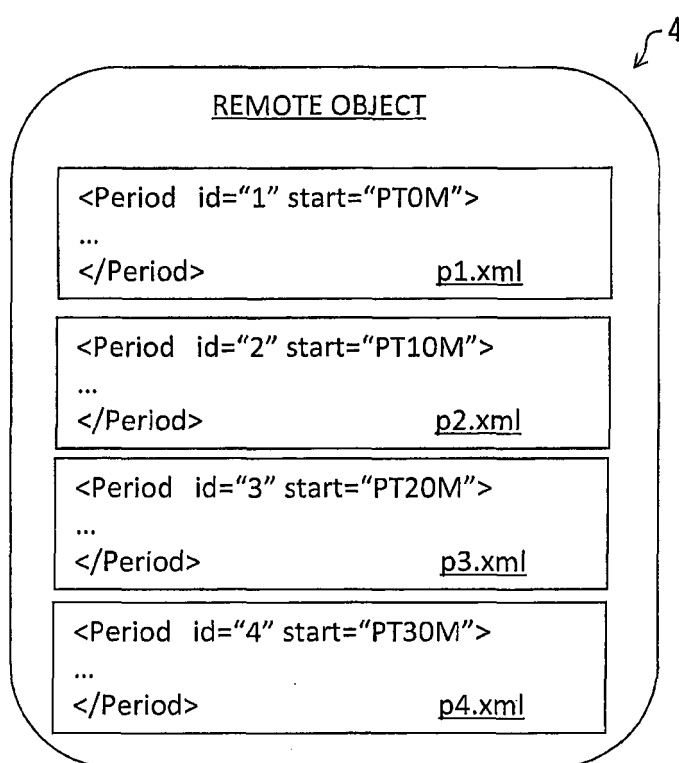 4
REMOTE OBJECT
<Period id=“1” start=“PT0M”>
...
</Period> p1.xml
<Period id=“2” start=“PT10M”>
...
</Period> p2.xml
<Period id=“3” start=“PT20M”>
...
</Period> p3.xml
<Period id=“4” start=“PT30M”>
...
</Period> p4.xml